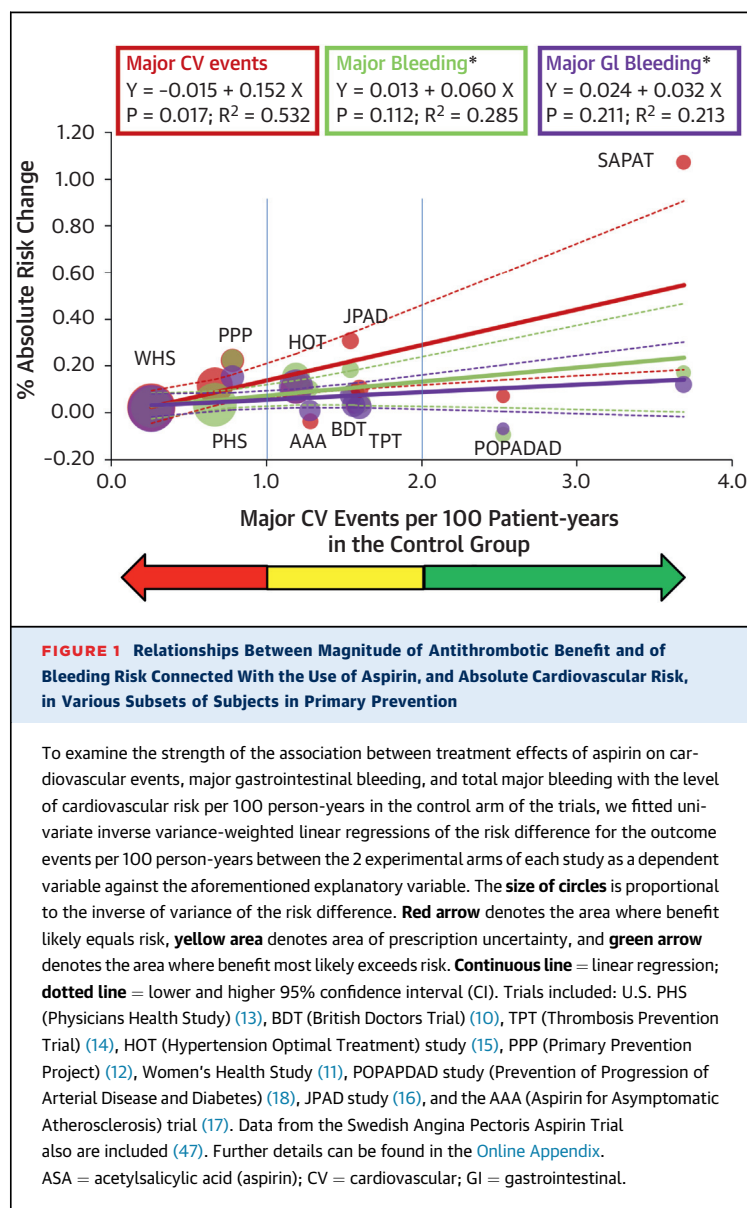 Major CV events
Y = -0.015 + 0.152 X
P = 0.017; R² = 0.532
Major Bleeding*
Y = 0.013 + 0.060 X
P = 0.112; R² = 0.285
Major GI Bleeding*
Y = 0.024 + 0.032 X
P = 0.211; R² = 0.213
% Absolute Risk Change
1.20
1.00
0.80
0.60
0.40
0.20
0.00
-0.20
0.0
1.0
2.0
3.0
4.0
SAPAT
JPAD
HOT
PPP
WHS
PHS
AAA
BDT
TPT
POPADAD
Major CV Events per 100 Patient-years
in the Control Group
FIGURE 1 Relationships Between Magnitude of Antithrombotic Benefit and of
Bleeding Risk Connected With the Use of Aspirin, and Absolute Cardiovascular Risk,
in Various Subsets of Subjects in Primary Prevention
To examine the strength of the association between treatment effects of aspirin on car-
diovascular events, major gastrointestinal bleeding, and total major bleeding with the level
of cardiovascular risk per 100 person-years in the control arm of the trials, we fitted uni-
variate inverse variance-weighted linear regressions of the risk difference for the outcome
events per 100 person-years between the 2 experimental arms of each study as a dependent
variable against the aforementioned explanatory variable. The size of circles is proportional
to the inverse of variance of the risk difference. Red arrow denotes the area where benefit
likely equals risk, yellow area denotes area of prescription uncertainty, and green arrow
denotes the area where benefit most likely exceeds risk. Continuous line = linear regression;
dotted line = lower and higher 95% confidence interval (CI). Trials included: U.S. PHS
(Physicians Health Study) (13), BDT (British Doctors Trial) (10), TPT (Thrombosis Prevention
Trial) (14), HOT (Hypertension Optimal Treatment) study (15), PPP (Primary Prevention
Project) (12), Women's Health Study (11), POPAPDAD study (Prevention of Progression of
Arterial Disease and Diabetes) (18), JPAD study (16), and the AAA (Aspirin for Asymptomatic
Atherosclerosis) trial (17). Data from the Swedish Angina Pectoris Aspirin Trial
also are included (47). Further details can be found in the Online Appendix.
ASA = acetylsalicylic acid (aspirin); CV = cardiovascular; GI = gastrointestinal.